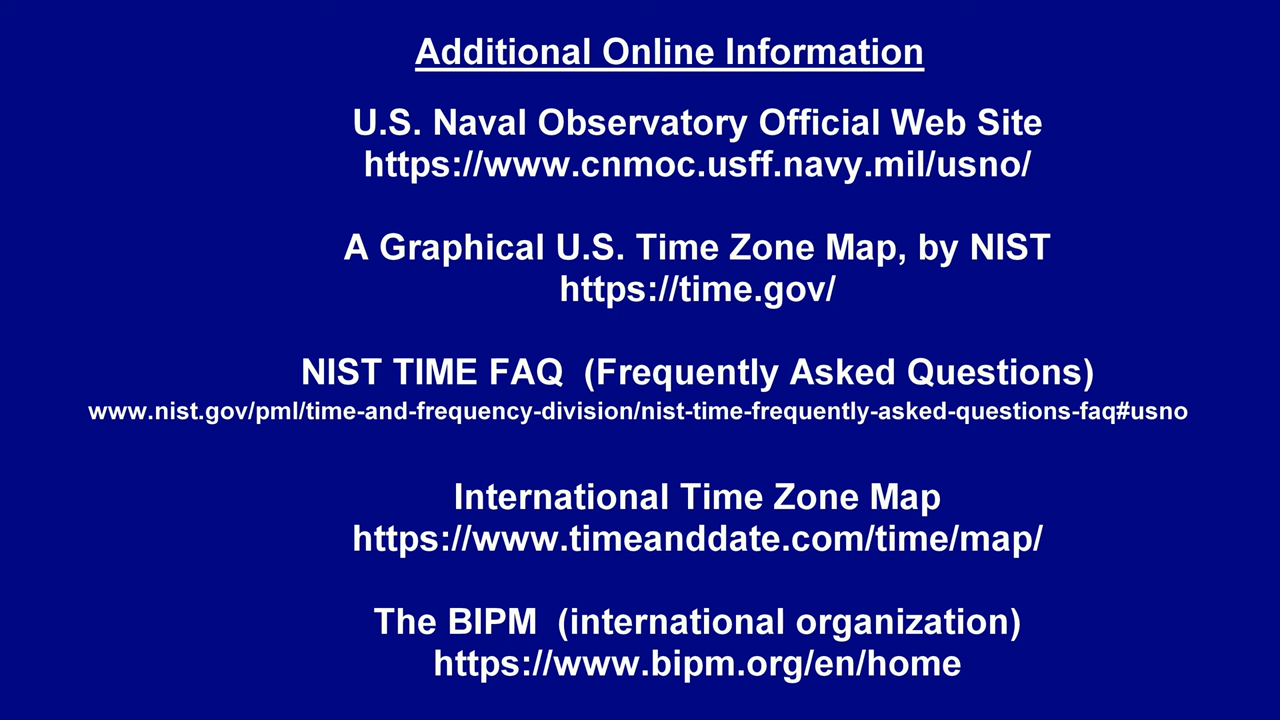 Additional Online Information
U.S. Naval Observatory Official Web Site
https://www.cnmoc.usff.navy.mil/usno/
A Graphical U.S. Time Zone Map, by NIST
https://time.gov/
NIST TIME FAQ  (Frequently Asked Questions)
www.nist.gov/pml/time-and-frequency-division/nist-time-frequently-asked-questions-faq#usno
International Time Zone Map
https://www.timeanddate.com/time/map/
The BIPM  (international organization)
https://www.bipm.org/en/home